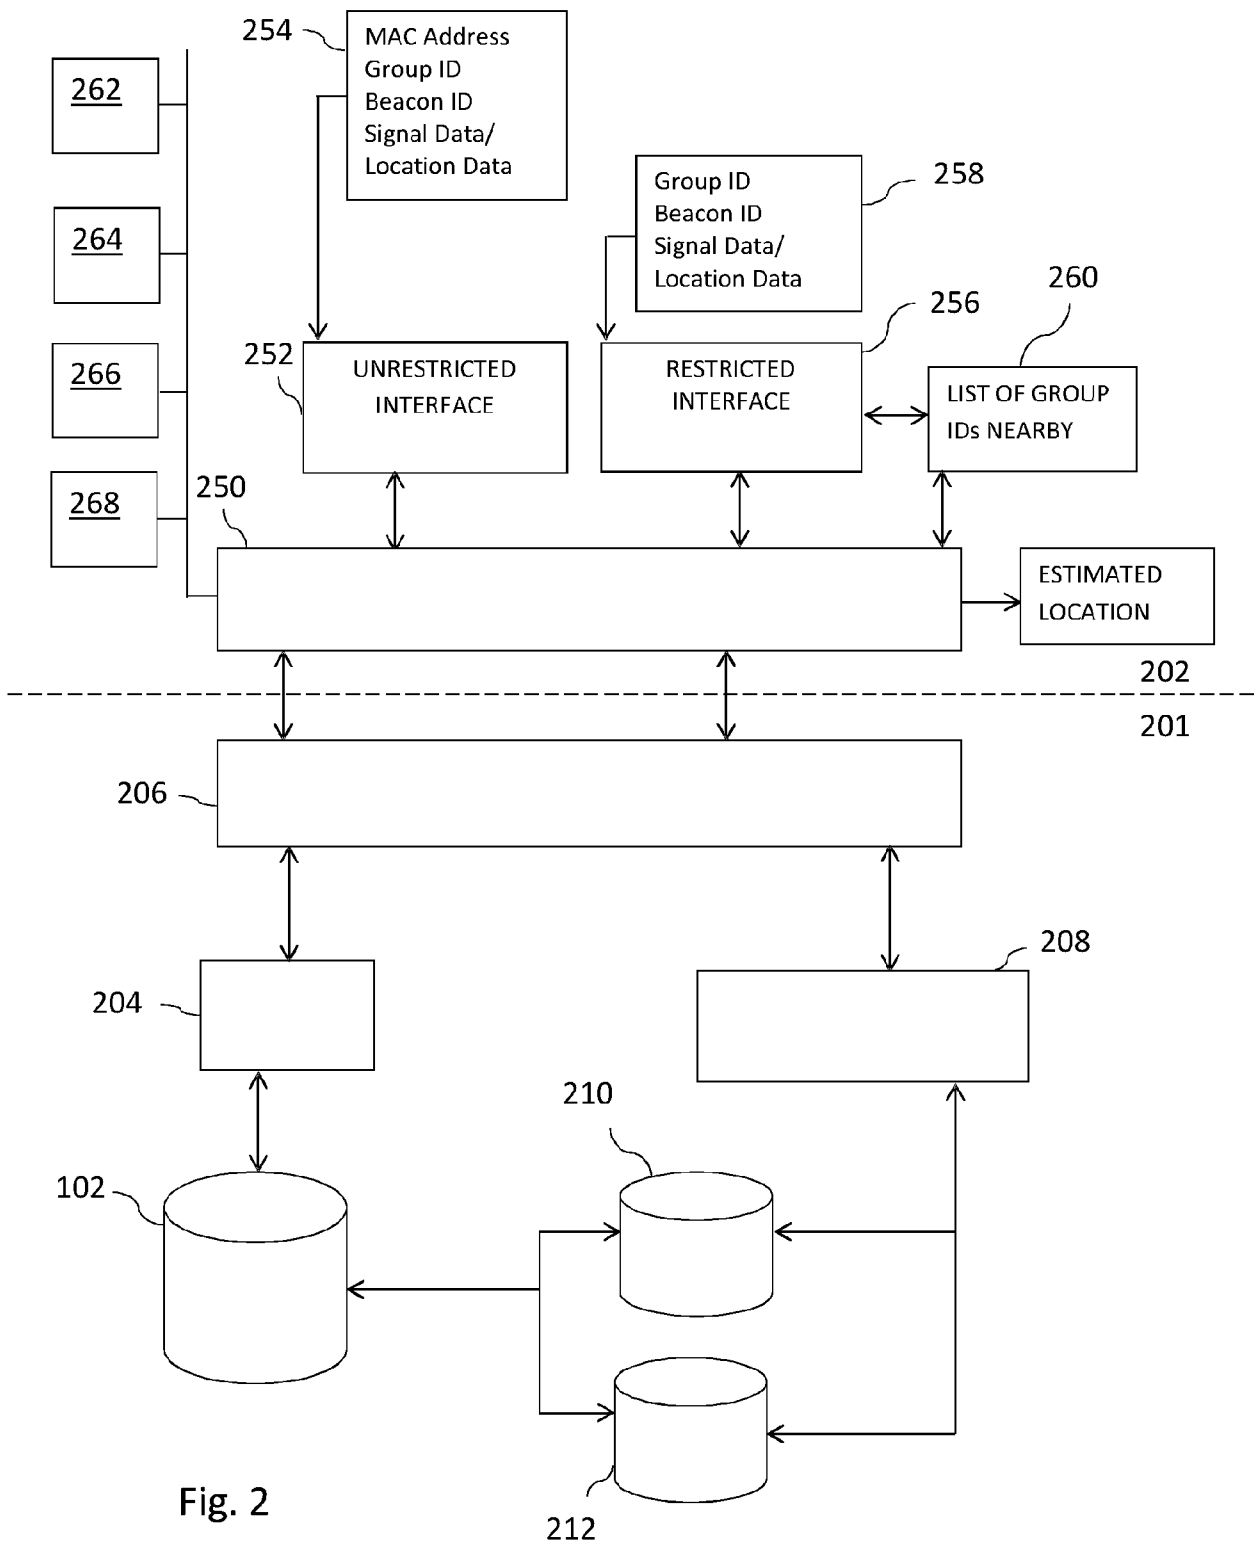 254
MAC Address
Group ID
Beacon ID
Signal Data/
Location Data
262
258
Group ID
Beacon ID
Signal Data/
Location Data
264
260
256
252
UNRESTRICTED
INTERFACE
RESTRICTED
INTERFACE
266
LIST OF GROUP
IDs NEARBY
268
250
ESTIMATED
LOCATION
202
201
206
208
204
210
102
212
Fig. 2